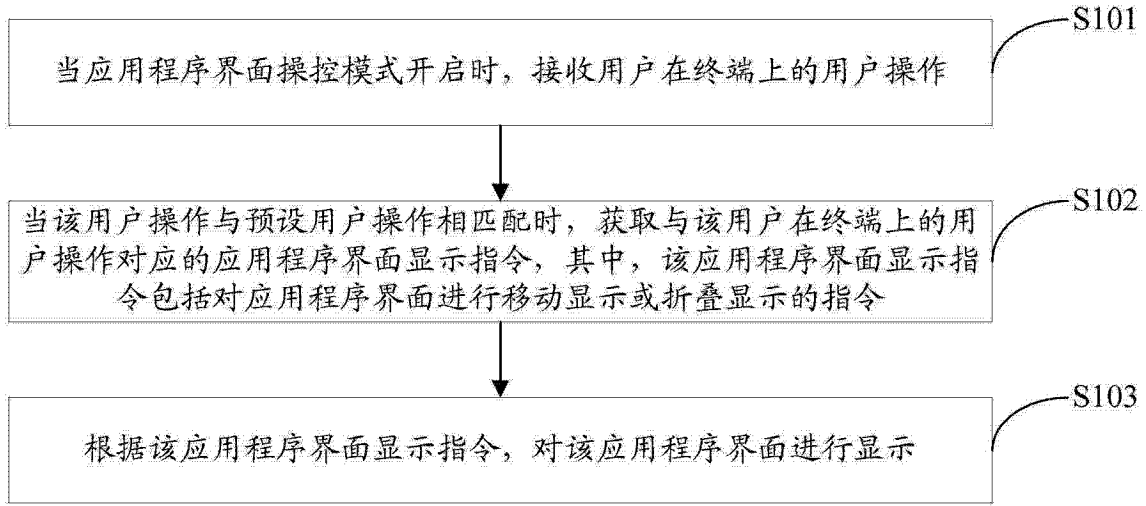 S101
当应用程序界面操控模式开启时，接收用户在终端上的用户操作
S102
当该用户操作与预设用户操作相匹配时，获取与该用户在终端上的用
户操作对应的应用程序界面显示指令，其中，该应用程序界面显示指
令包括对应用程序界面进行移动显示或折叠显示的指令
S103
根据该应用程序界面显示指令，对该应用程序界面进行显示